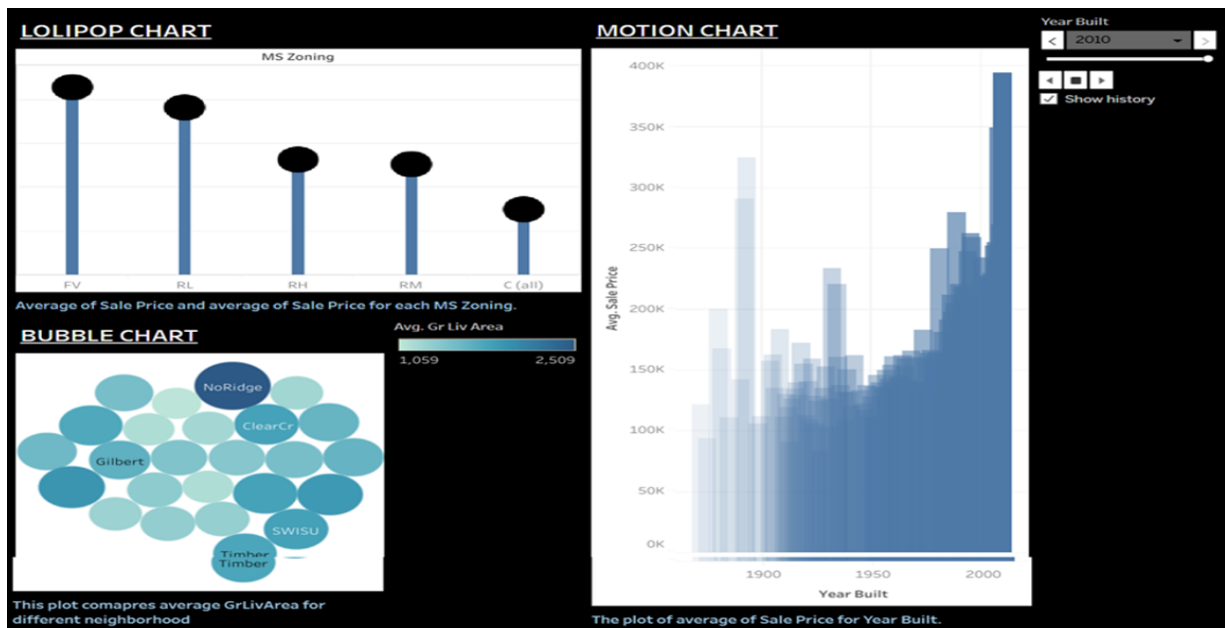 LOLIPOP CHART
MS Zoning
FV
RL
RH
RM
C (all)
Average of Sale Price and average of Sale Price for each MS Zoning.
BUBBLE CHART
Avg. Gr Liv Area
1,059
2,509
NoRidge
ClearCr
Gilbert
SWISU
Timber
Timber
This plot comapres average GrLivArea for
different neighborhood
MOTION CHART
400K
350K
300K
250K
200K
150K
100K
50K
0K
Avg. Sale Price
1900
1950
2000
Year Built
The plot of average of Sale Price for Year Built.
Year Built
<
2010
>
Show history